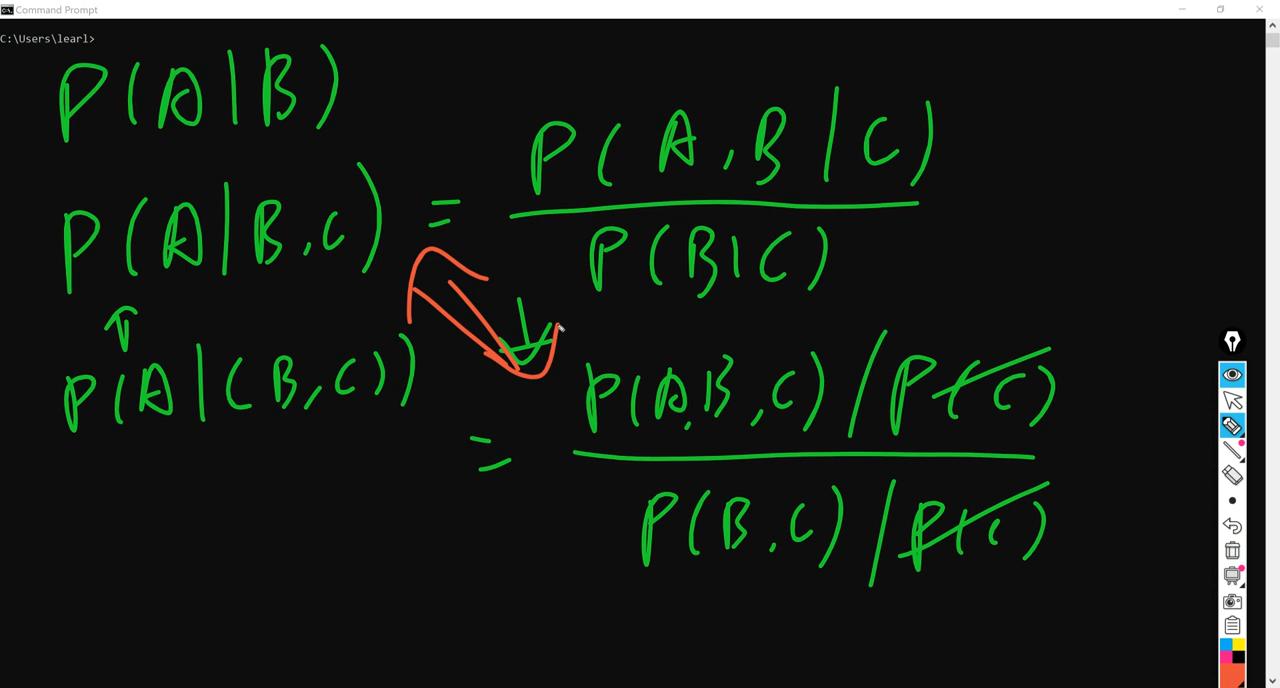 Command Prompt
C:\Users\learl>
P(A|B)
P(A|B,C) = P(A,B|C)
P(B|C)
P(A|(B,C))
= P(A,B,C)/P(C)
P(B,C)/P(C)